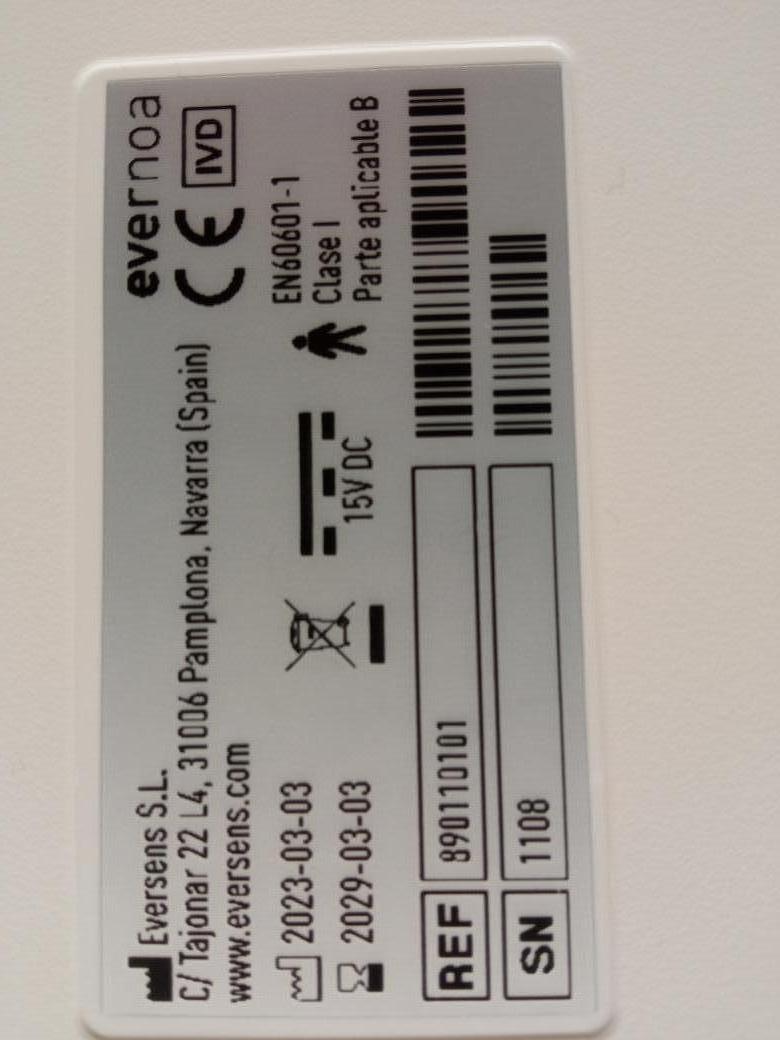 Eversens S.L.
C/ Tajonar 22 L4, 31006 Pamplona, Navarra (Spain)
www.eversens.com
evernoa
CE IVD
2023-03-03
2029-03-03
15V DC
EN60601-1
Clase I
Parte aplicable B
REF 890110101
SN 1108